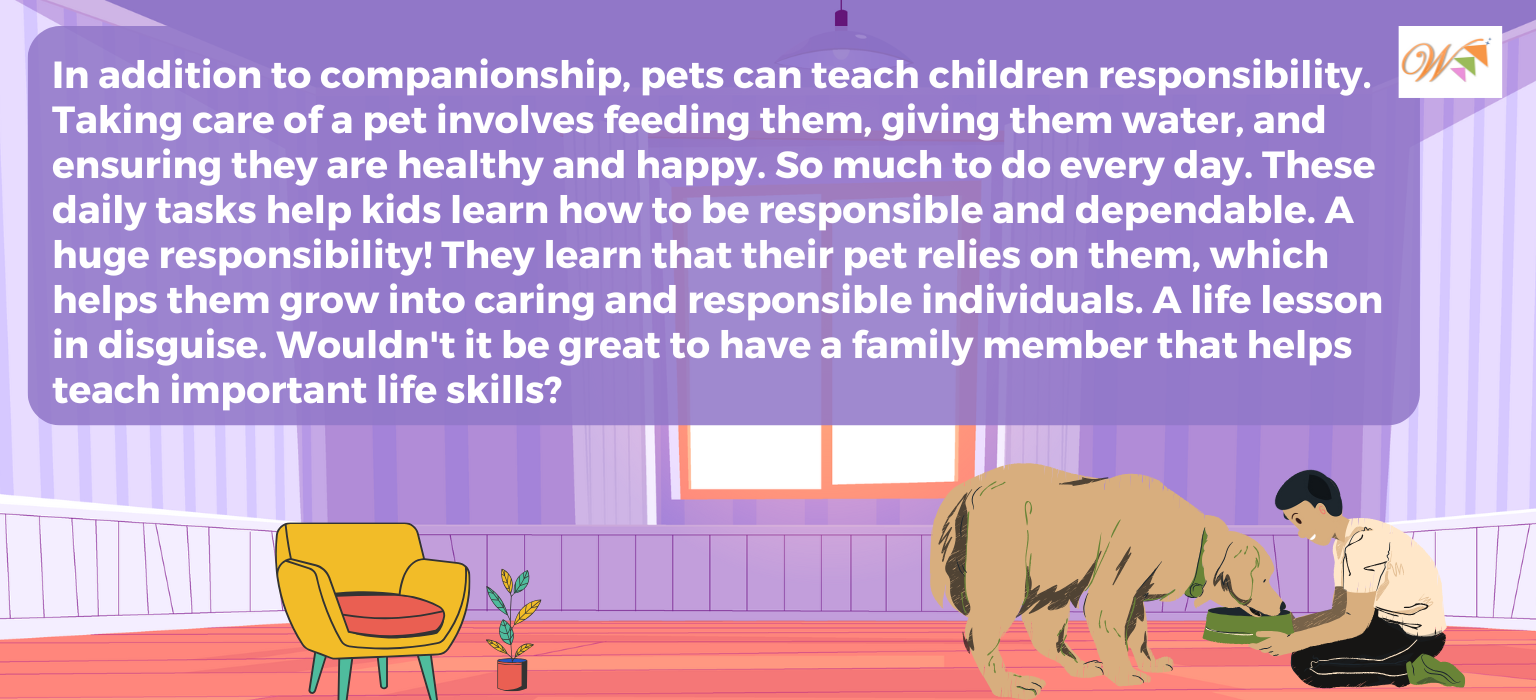 In addition to companionship, pets can teach children responsibility.
Taking care of a pet involves feeding them, giving them water, and
ensuring they are healthy and happy. So much to do every day. These
daily tasks help kids learn how to be responsible and dependable. A
huge responsibility! They learn that their pet relies on them, which
helps them grow into caring and responsible individuals. A life lesson
in disguise. Wouldn't it be great to have a family member that helps
teach important life skills?
W